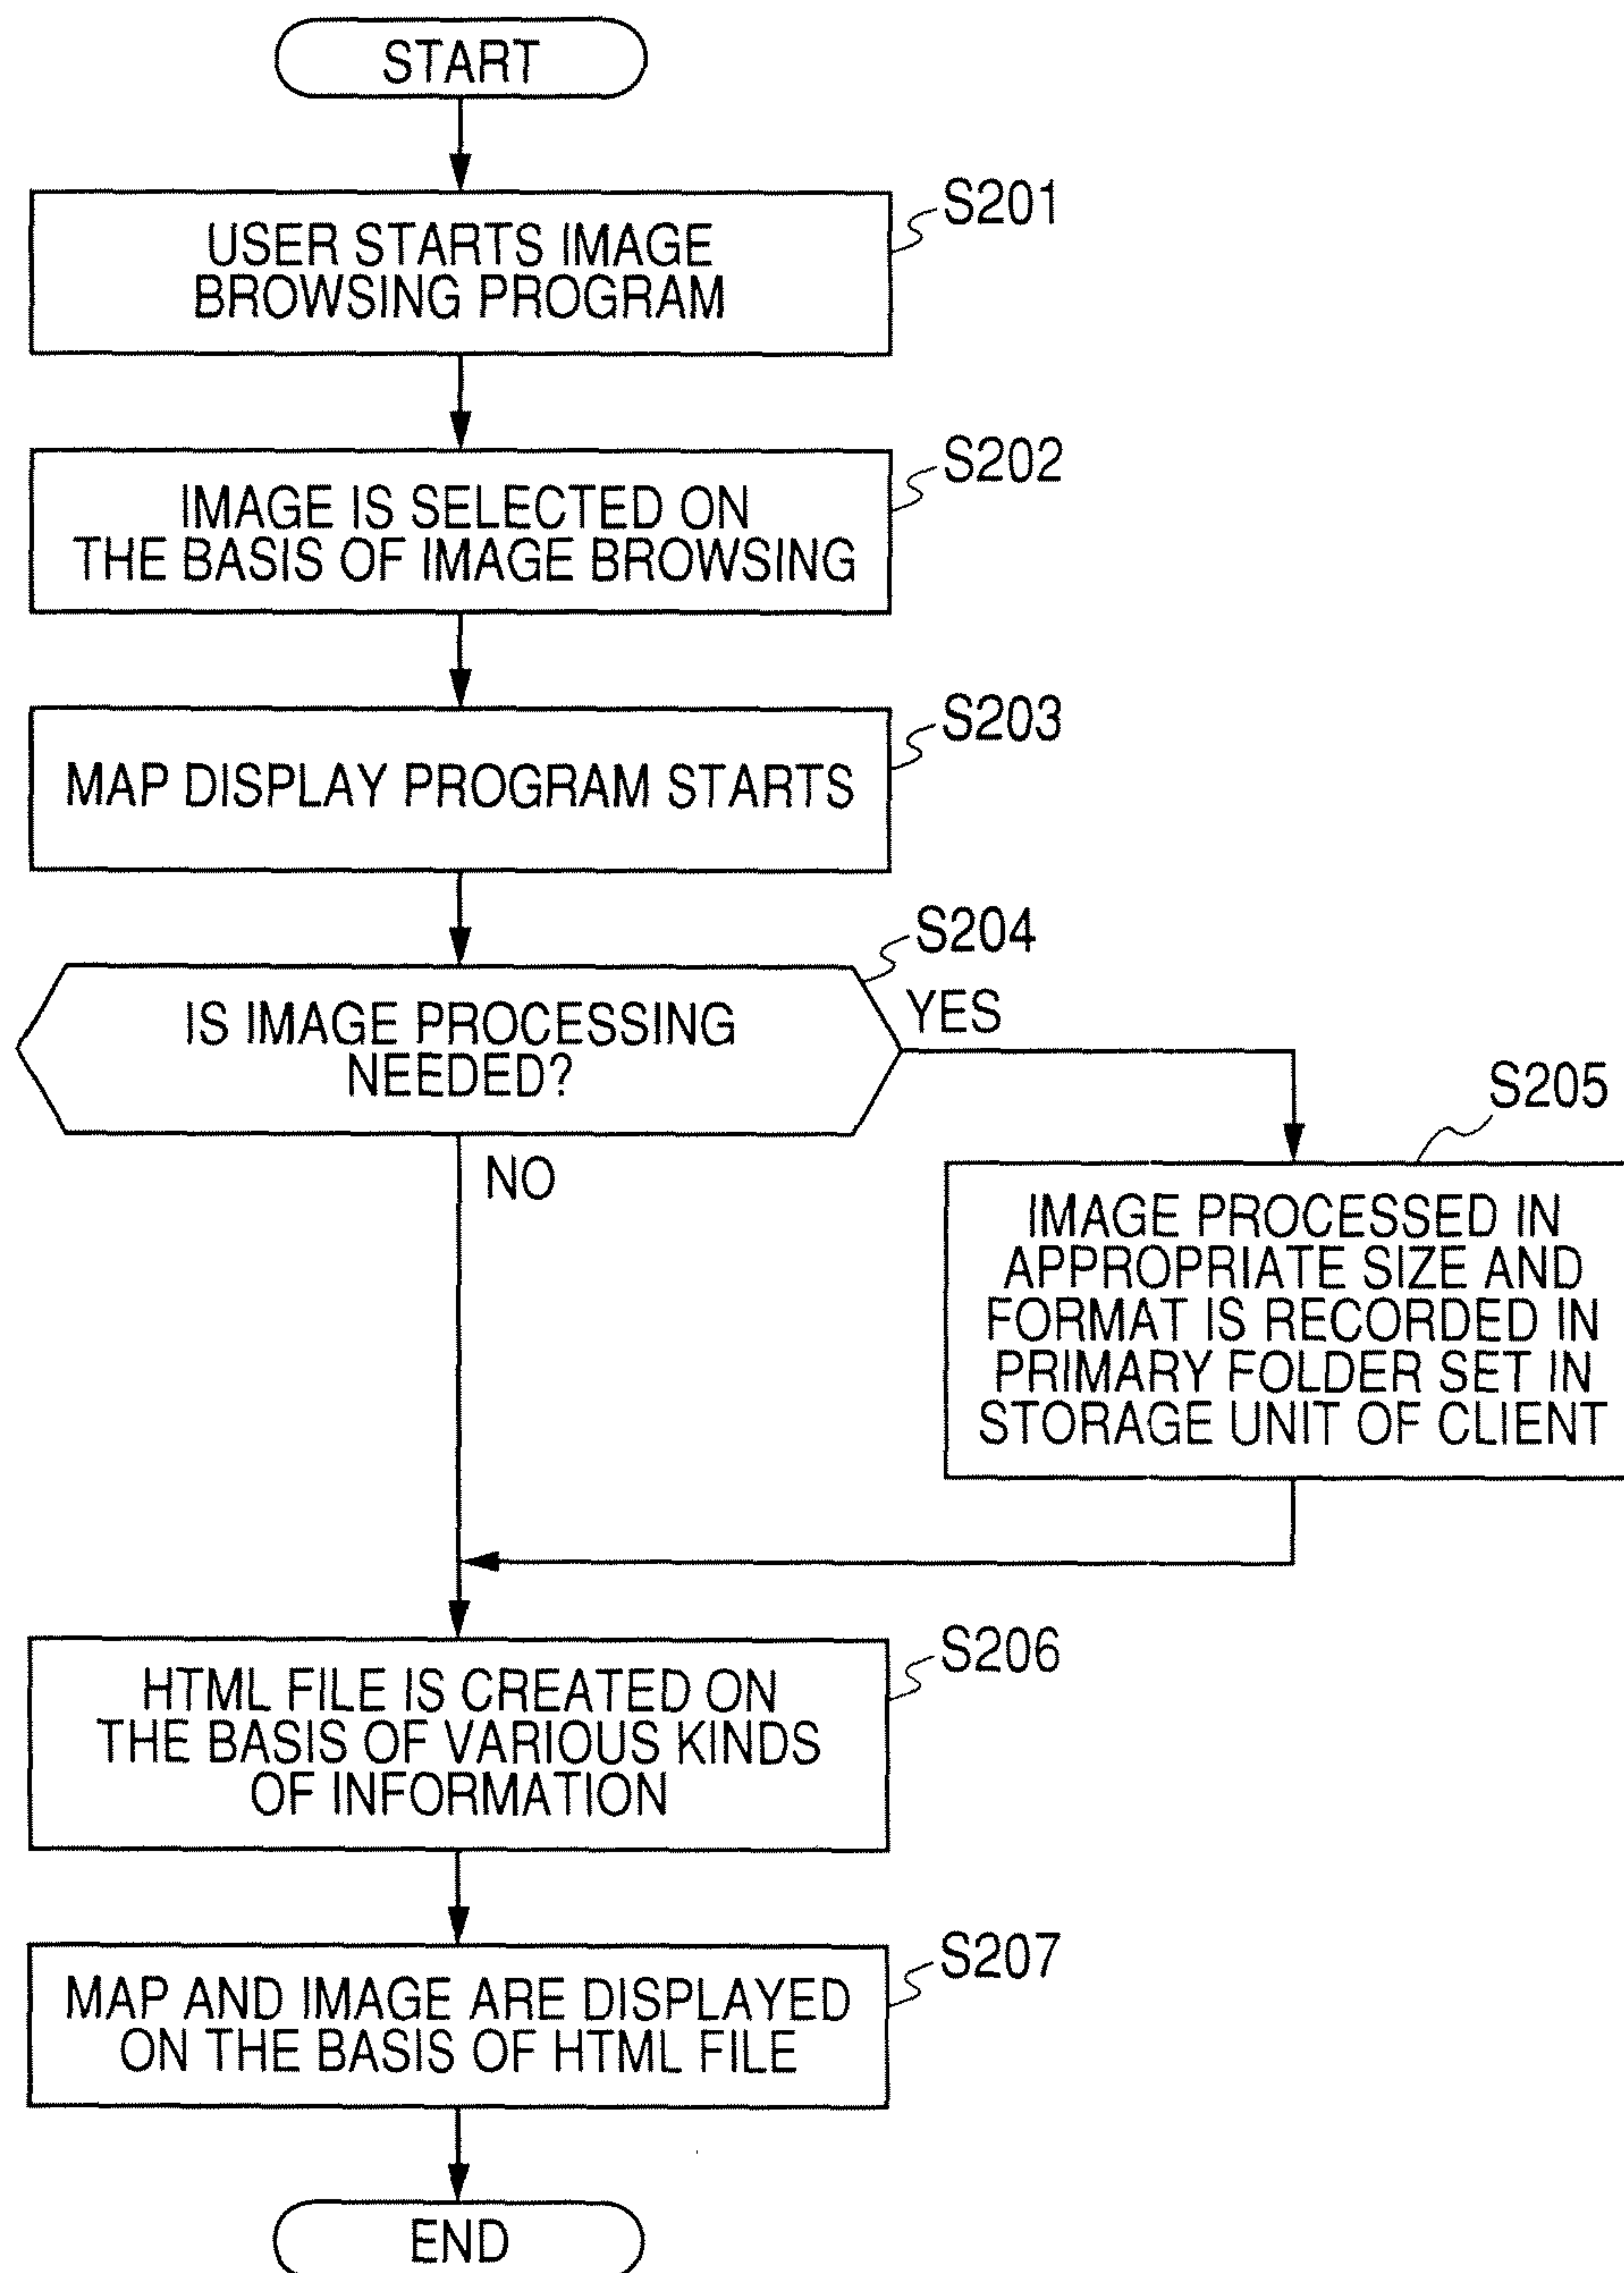 START
S201
USER STARTS IMAGE
BROWSING PROGRAM
S202
IMAGE IS SELECTED ON
THE BASIS OF IMAGE BROWSING
S203
MAP DISPLAY PROGRAM STARTS
S204
IS IMAGE PROCESSING
NEEDED?
YES
NO
S205
IMAGE PROCESSED IN
APPROPRIATE SIZE AND
FORMAT IS RECORDED IN
PRIMARY FOLDER SET IN
STORAGE UNIT OF CLIENT
S206
HTML FILE IS CREATED ON
THE BASIS OF VARIOUS KINDS
OF INFORMATION
S207
MAP AND IMAGE ARE DISPLAYED
ON THE BASIS OF HTML FILE
END